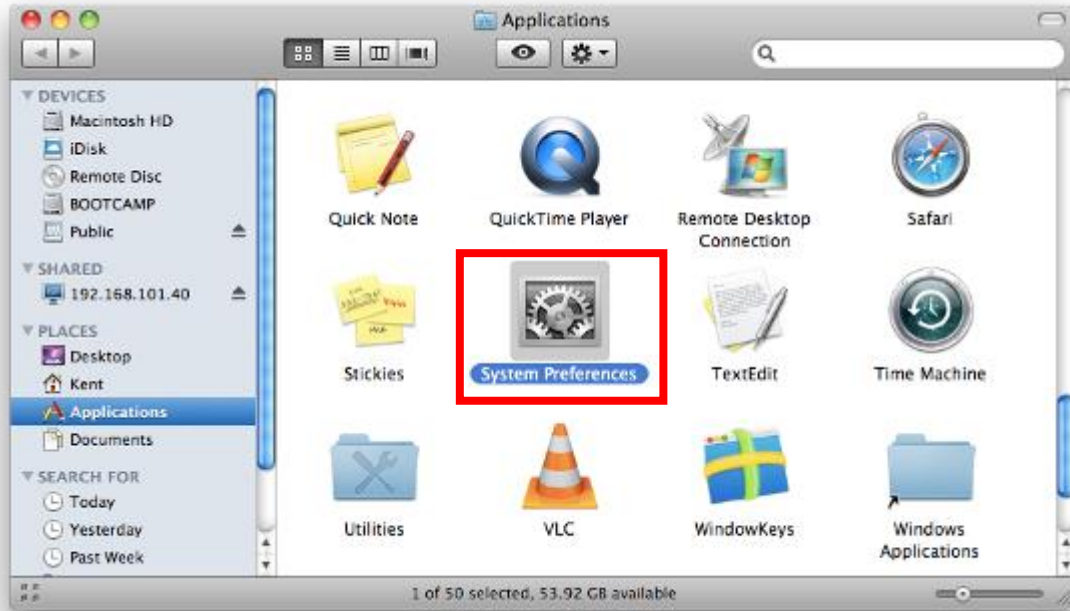 Applications
DEVICES
Macintosh HD
iDisk
Remote Disc
BOOTCAMP
Public
SHARED
192.168.101.40
PLACES
Desktop
Kent
Applications
Documents
SEARCH FOR
Today
Yesterday
Past Week
Quick Note
QuickTime Player
Remote Desktop
Connection
Safari
Stickies
System Preferences
TextEdit
Time Machine
Utilities
VLC
WindowKeys
Windows
Applications
1 of 50 selected, 53.92 GB available